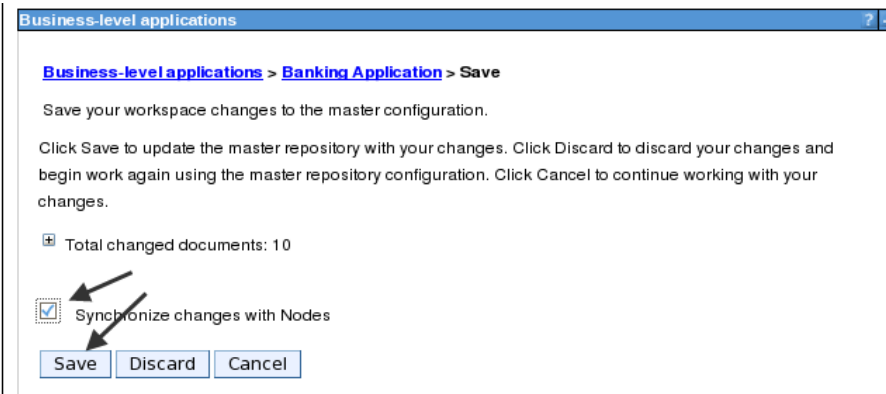 Business-level applications ? -
Business-level applications > Banking Application > Save
Save your workspace changes to the master configuration.
Click Save to update the master repository with your changes. Click Discard to discard your changes and
begin work again using the master repository configuration. Click Cancel to continue working with your
changes.
Total changed documents: 10
Synchronize changes with Nodes
Save Discard Cancel